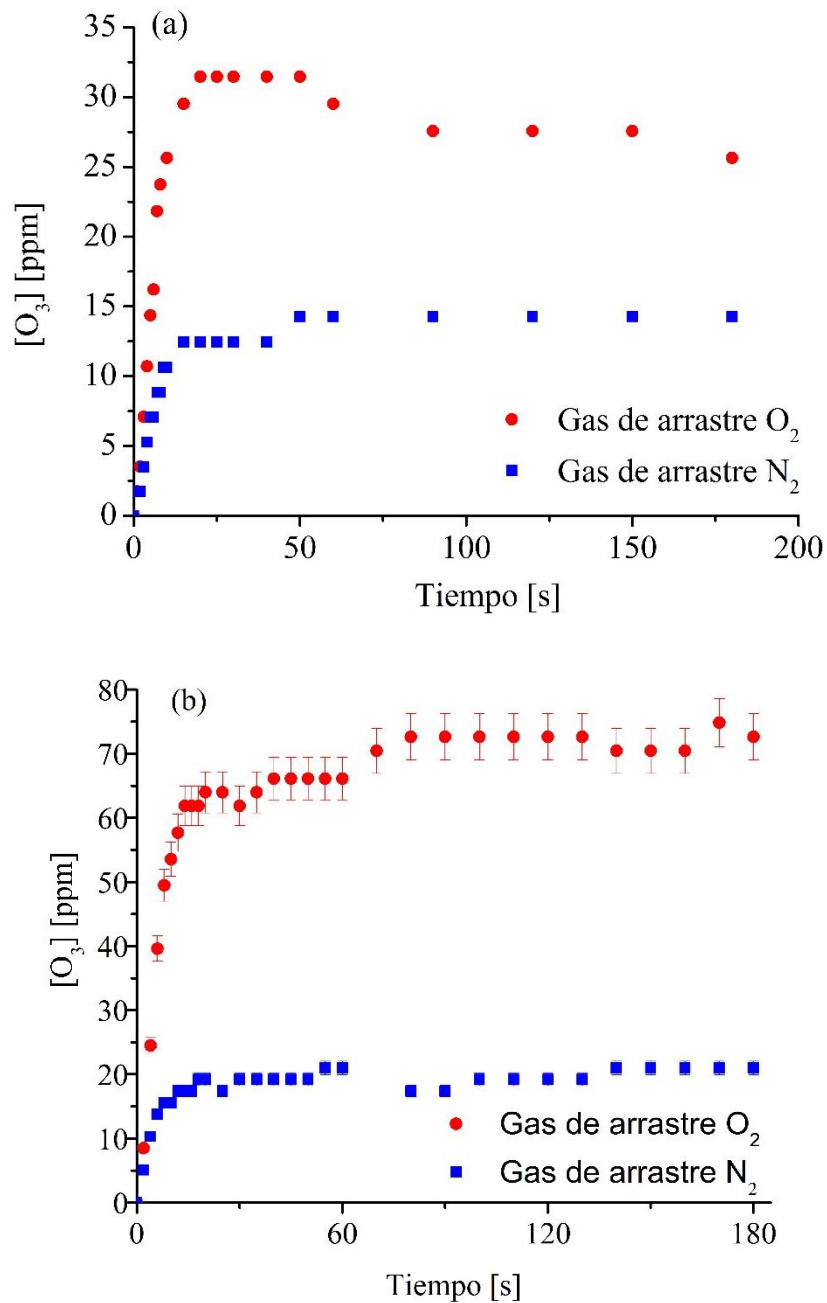 (a)
35
30
25
20
15
10
5
0
[O₃] [ppm]
Gas de arrastre O₂
Gas de arrastre N₂
0 50 100 150 200
Tiempo [s]
(b)
80
70
60
50
40
30
20
10
0
[O₃] [ppm]
Gas de arrastre O₂
Gas de arrastre N₂
0 60 120 180
Tiempo [s]